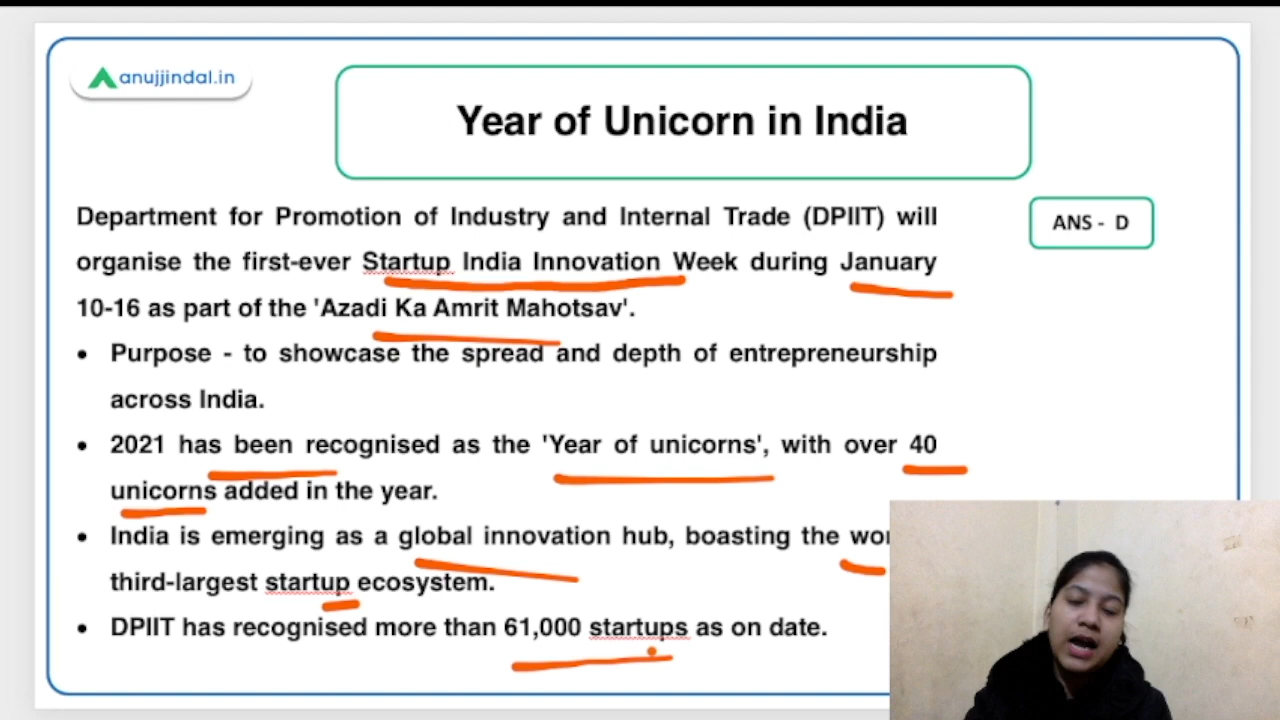 anujjindal.in
Year of Unicorn in India
Department for Promotion of Industry and Internal Trade (DPIIT) will
organise the first-ever Startup India Innovation Week during January
10-16 as part of the 'Azadi Ka Amrit Mahotsav'.
ANS - D
• Purpose - to showcase the spread and depth of entrepreneurship
across India.
• 2021 has been recognised as the 'Year of unicorns', with over 40
unicorns added in the year.
• India is emerging as a global innovation hub, boasting the
third-largest startup ecosystem.
• DPIIT has recognised more than 61,000 startups as on date.